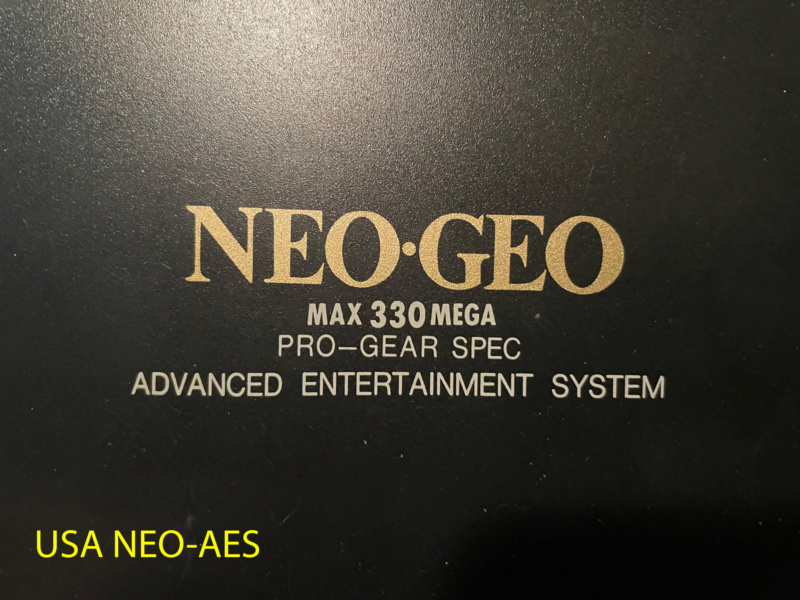 NEO·GEO
MAX 330 MEGA
PRO-GEAR SPEC
ADVANCED ENTERTAINMENT SYSTEM
USA NEO-AES